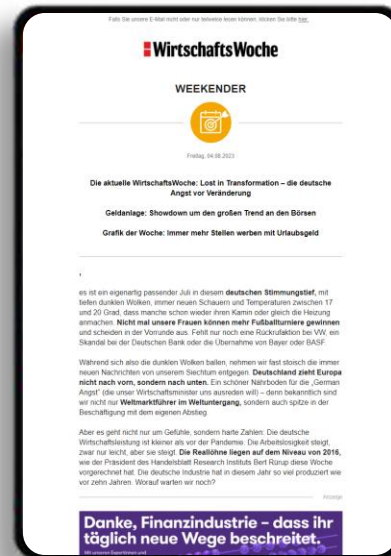 Falls Sie unsere E-Mail nicht oder nur teilweise lesen können, klicken Sie bitte hier.
WirtschaftsWoche
WEEKENDER
Freitag, 04.08.2023
Die aktuelle WirtschaftsWoche: Lost in Transformation – die deutsche
Angst vor Veränderung
Geldanlage: Showdown um den großen Trend an den Börsen
Grafik der Woche: Immer mehr Stellen werben mit Urlaubsgeld
,
es ist ein eigenartig passender Juli in diesem deutschen Stimmungstief, mit
tiefen dunklen Wolken, immer neuen Schauern und Temperaturen zwischen 17
und 20 Grad, dass manche schon wieder ihren Kamin oder gleich die Heizung
anmachen. Nicht mal unsere Frauen können mehr Fußballturniere gewinnen
und scheiden in der Vorrunde aus. Fehlt nur noch eine Rückrufaktion bei VW, ein
Skandal bei der Deutschen Bank oder die Übernahme von Bayer oder BASF.
Während sich also die dunklen Wolken ballen, nehmen wir fast stoisch die immer
neuen Nachrichten von unserem Siechtum entgegen. Deutschland zieht Europa
nicht nach vorn, sondern nach unten. Ein schöner Nährboden für die „German
Angst" (die unser Wirtschaftsminister uns ausreden will) – denn bekanntlich sind
wir nicht nur Weltmarktführer im Weltuntergang, sondern auch spitze in der
Beschäftigung mit dem eigenen Abstieg.
Aber es geht nicht nur um Gefühle, sondern harte Zahlen: Die deutsche
Wirtschaftsleistung ist kleiner als vor der Pandemie. Die Arbeitslosigkeit steigt,
zwar nur leicht, aber sie steigt. Die Reallöhne liegen auf dem Niveau von 2016,
wie der Präsident des Handelsblatt Research Instituts Bert Rürup diese Woche
vorgerechnet hat. Die deutsche Industrie hat in diesem Jahr so viel produziert wie
vor zehn Jahren. Worauf warten wir noch?
Anzeige
Danke, Finanzindustrie – dass ihr
täglich neue Wege beschreitet.
Mit unseren Expertinnen und